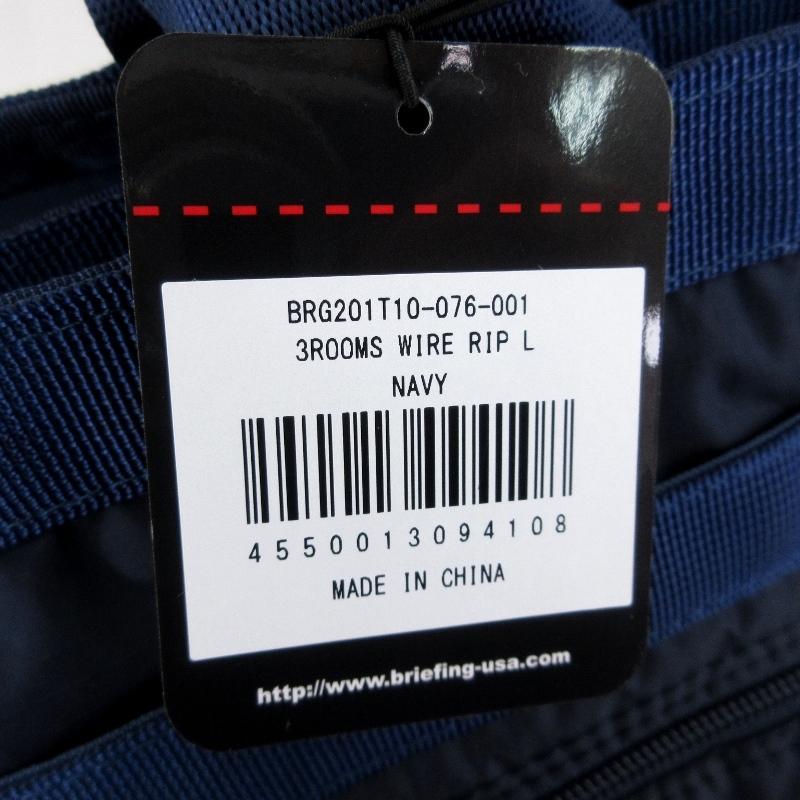 BRG201T10-076-001
3ROOMS WIRE RIP L
NAVY
4550013094108
MADE IN CHINA
http://www.briefing-usa.com